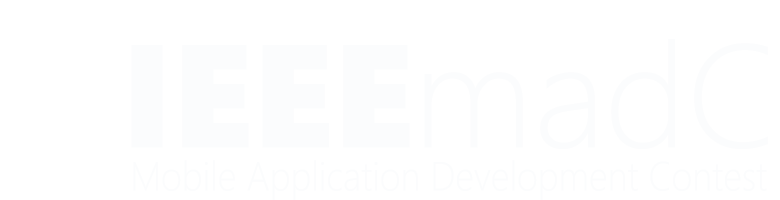 IEEEmadC
Mobile Application Development Contest